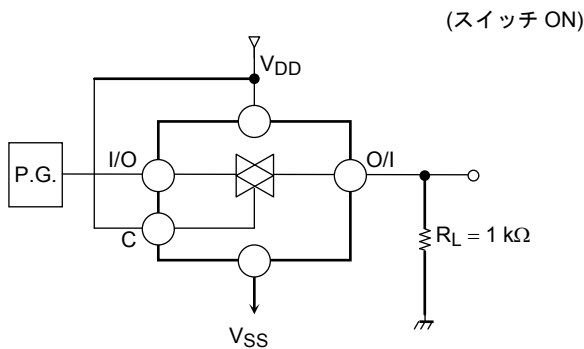 (スイッチ ON)
VDD
I/O
O/I
P.G.
C
RL = 1 kΩ
VSS